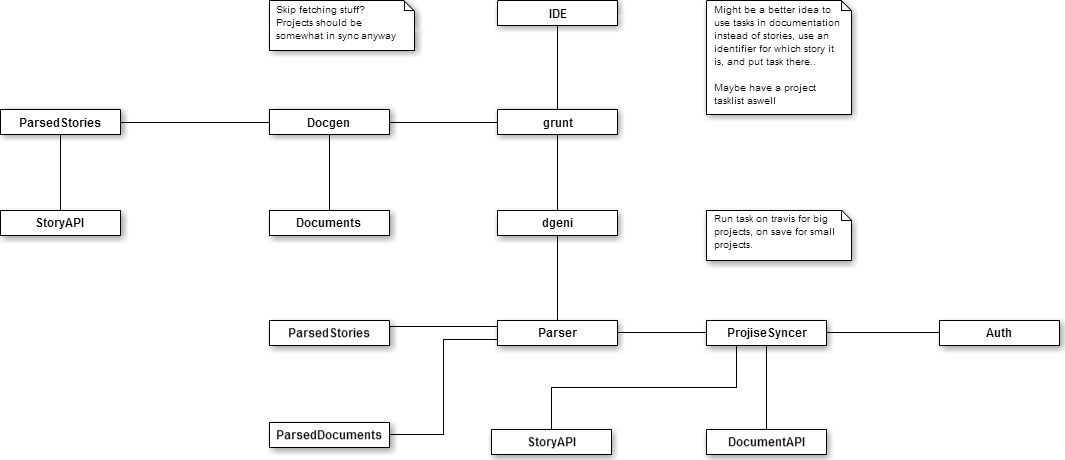 Skip fetching stuff?
Projects should be
somewhat in sync anyway
IDE
Might be a better idea to
use tasks in documentation
instead of stories, use an
identifier for which story it
is, and put task there..
Maybe have a project
tasklist aswell
ParsedStories
Docgen
grunt
StoryAPI
Documents
dgeni
Run task on travis for big
projects, on save for small
projects.
ParsedStories
Parser
ProjiseSyncer
Auth
ParsedDocuments
StoryAPI
DocumentAPI